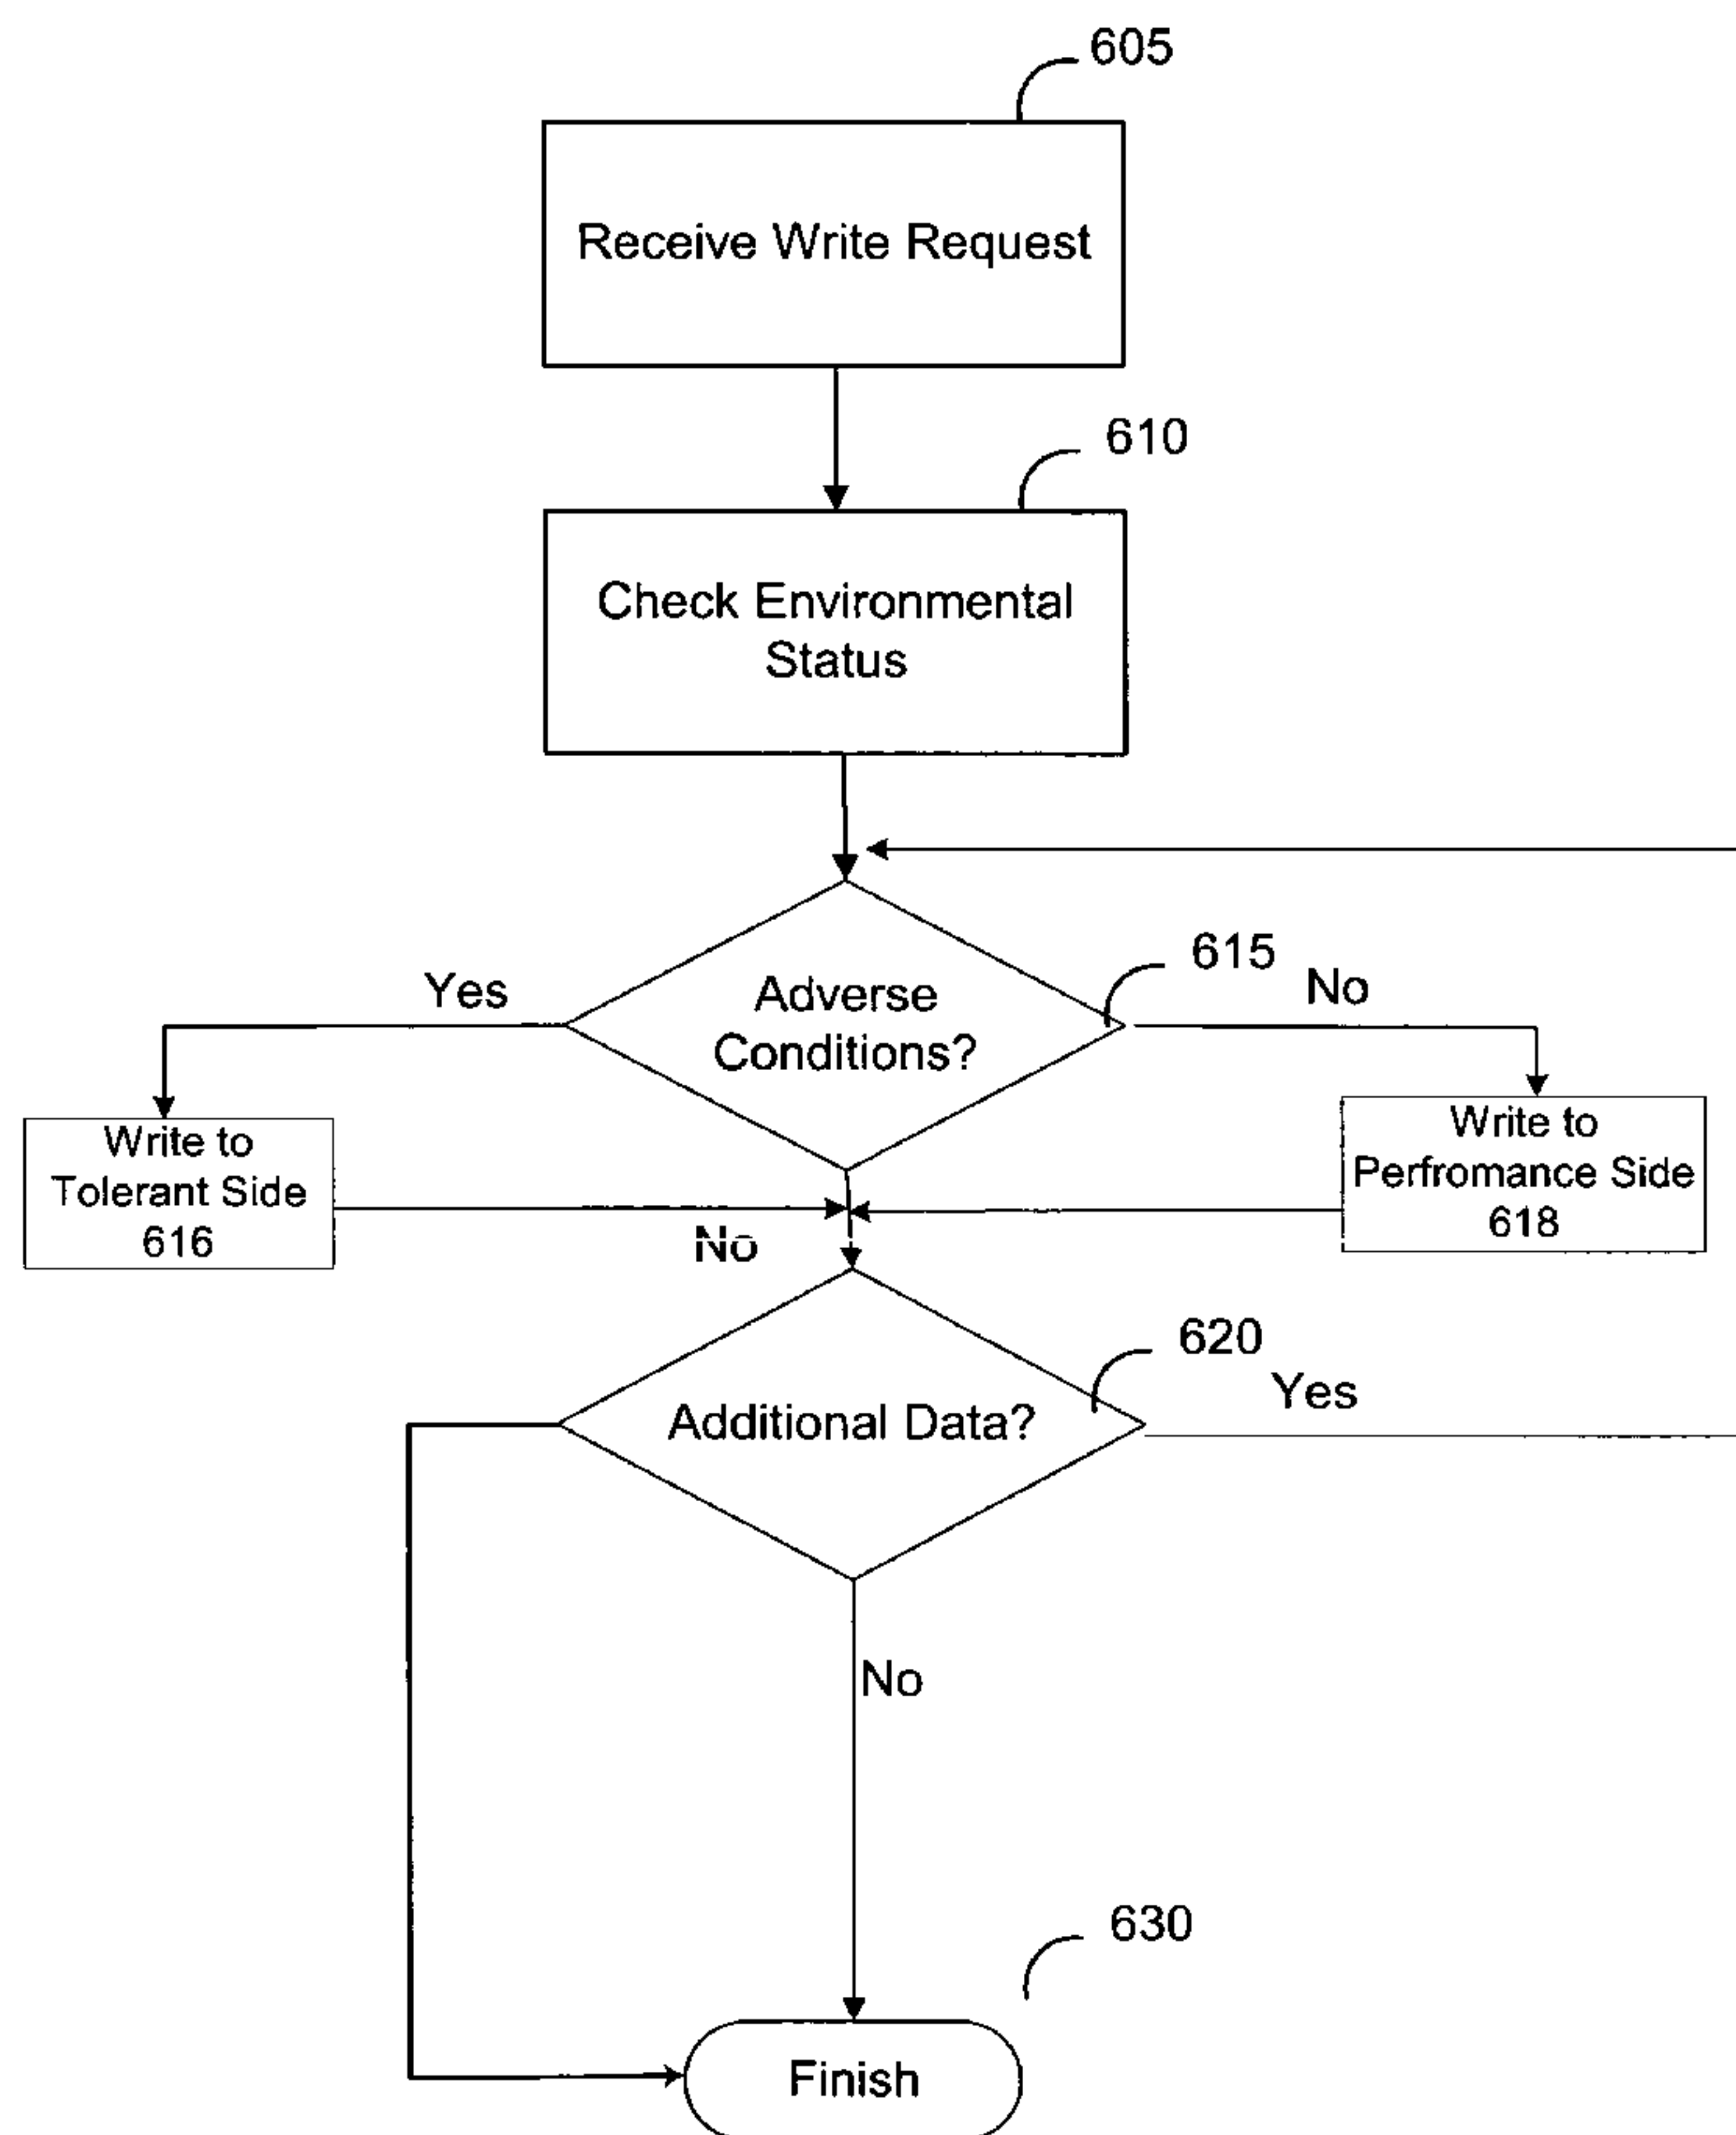 605
Receive Write Request
610
Check Environmental
Status
615
Yes
No
Adverse
Conditions?
Write to
Tolerant Side
616
Write to
Perfromance Side
618
No
620
Yes
Additional Data?
No
630
Finish